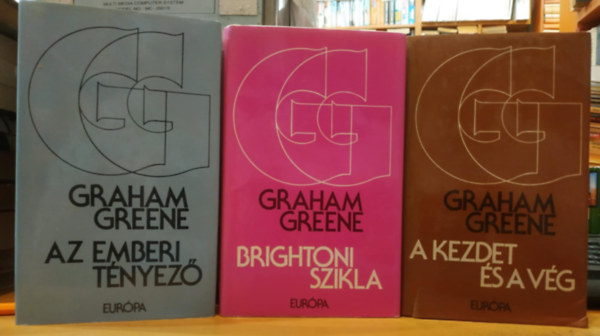 GRAHAM
GREENE
AZ EMBERI
TÉNYEZŐ
EURÓPA
GRAHAM
GREENE
BRIGHTONI
SZIKLA
EURÓPA
GRAHAM
GREENE
A KEZDET
ÉS A VÉG
EURÓPA